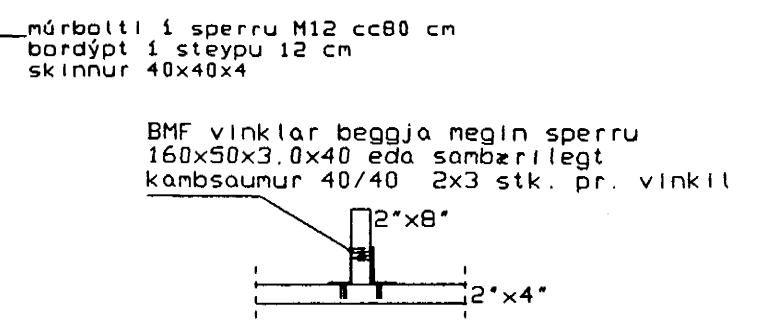 múrbolti í sperru M12 cc80 cm
bordýpt í steypu 12 cm
skinnur 40x40x4
BMF vinklar beggja megin sperru
160x50x3.0x40 eda sambærilegt
kambsaumur 40/40 2x3 stk. pr. vinkil
2"x8"
2"x4"